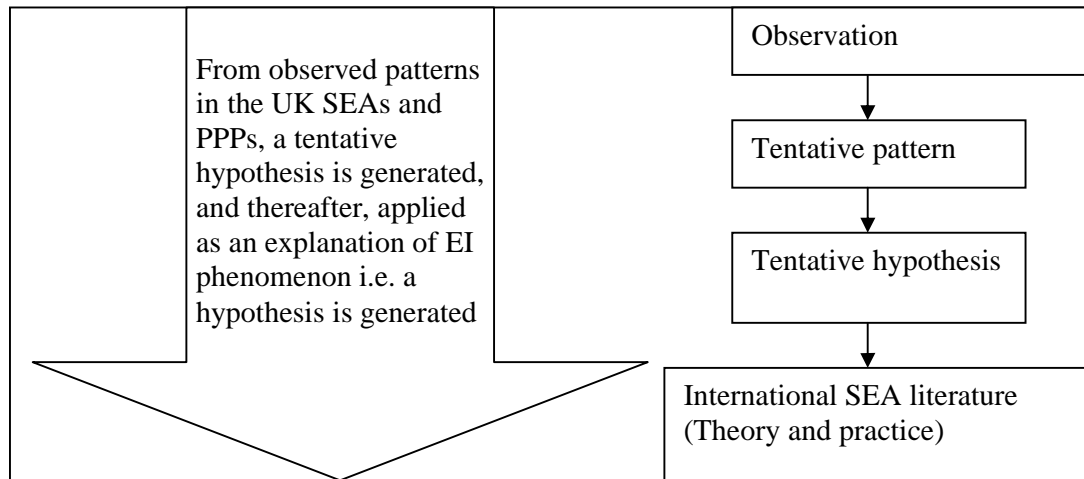 From observed patterns
in the UK SEAs and
PPPs, a tentative
hypothesis is generated,
and thereafter, applied
as an explanation of EI
phenomenon i.e. a
hypothesis is generated
Observation
Tentative pattern
Tentative hypothesis
International SEA literature
(Theory and practice)